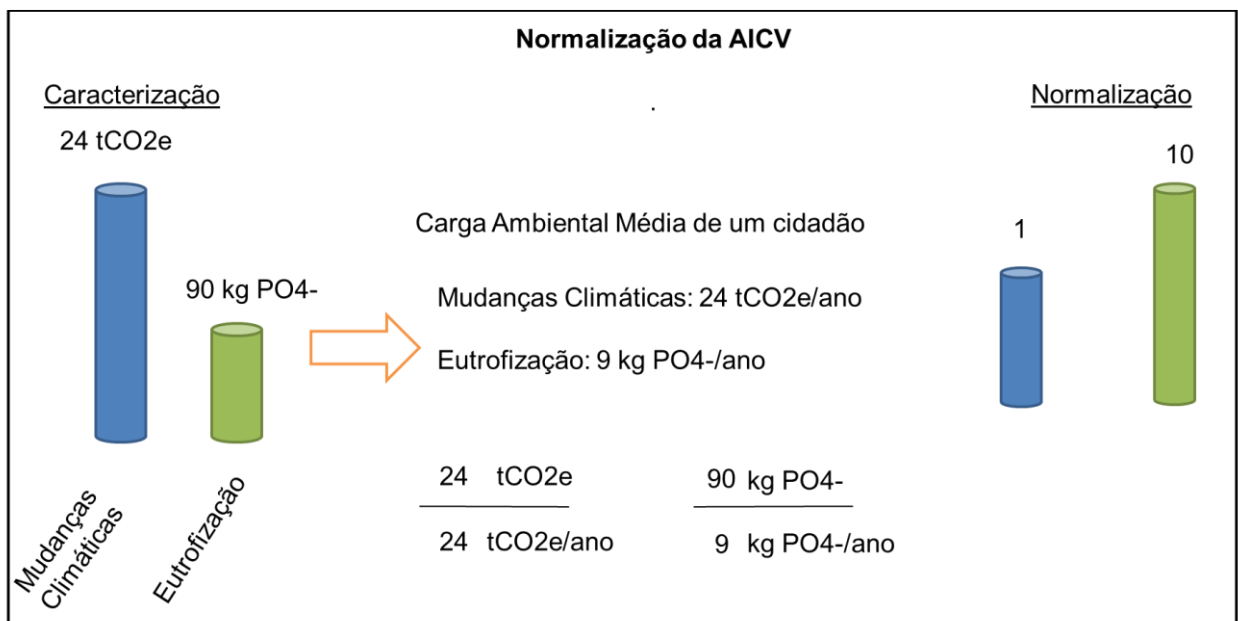 Normalização da AICV
Caracterização
24 tCO2e
90 kg PO4-
Mudanças
Climáticas
Eutrofização
.
Carga Ambiental Média de um cidadão
Mudanças Climáticas: 24 tCO2e/ano
Eutrofização: 9 kg PO4-/ano
24 tCO2e
24 tCO2e/ano
90 kg PO4-
9 kg PO4-/ano
Normalização
1
10